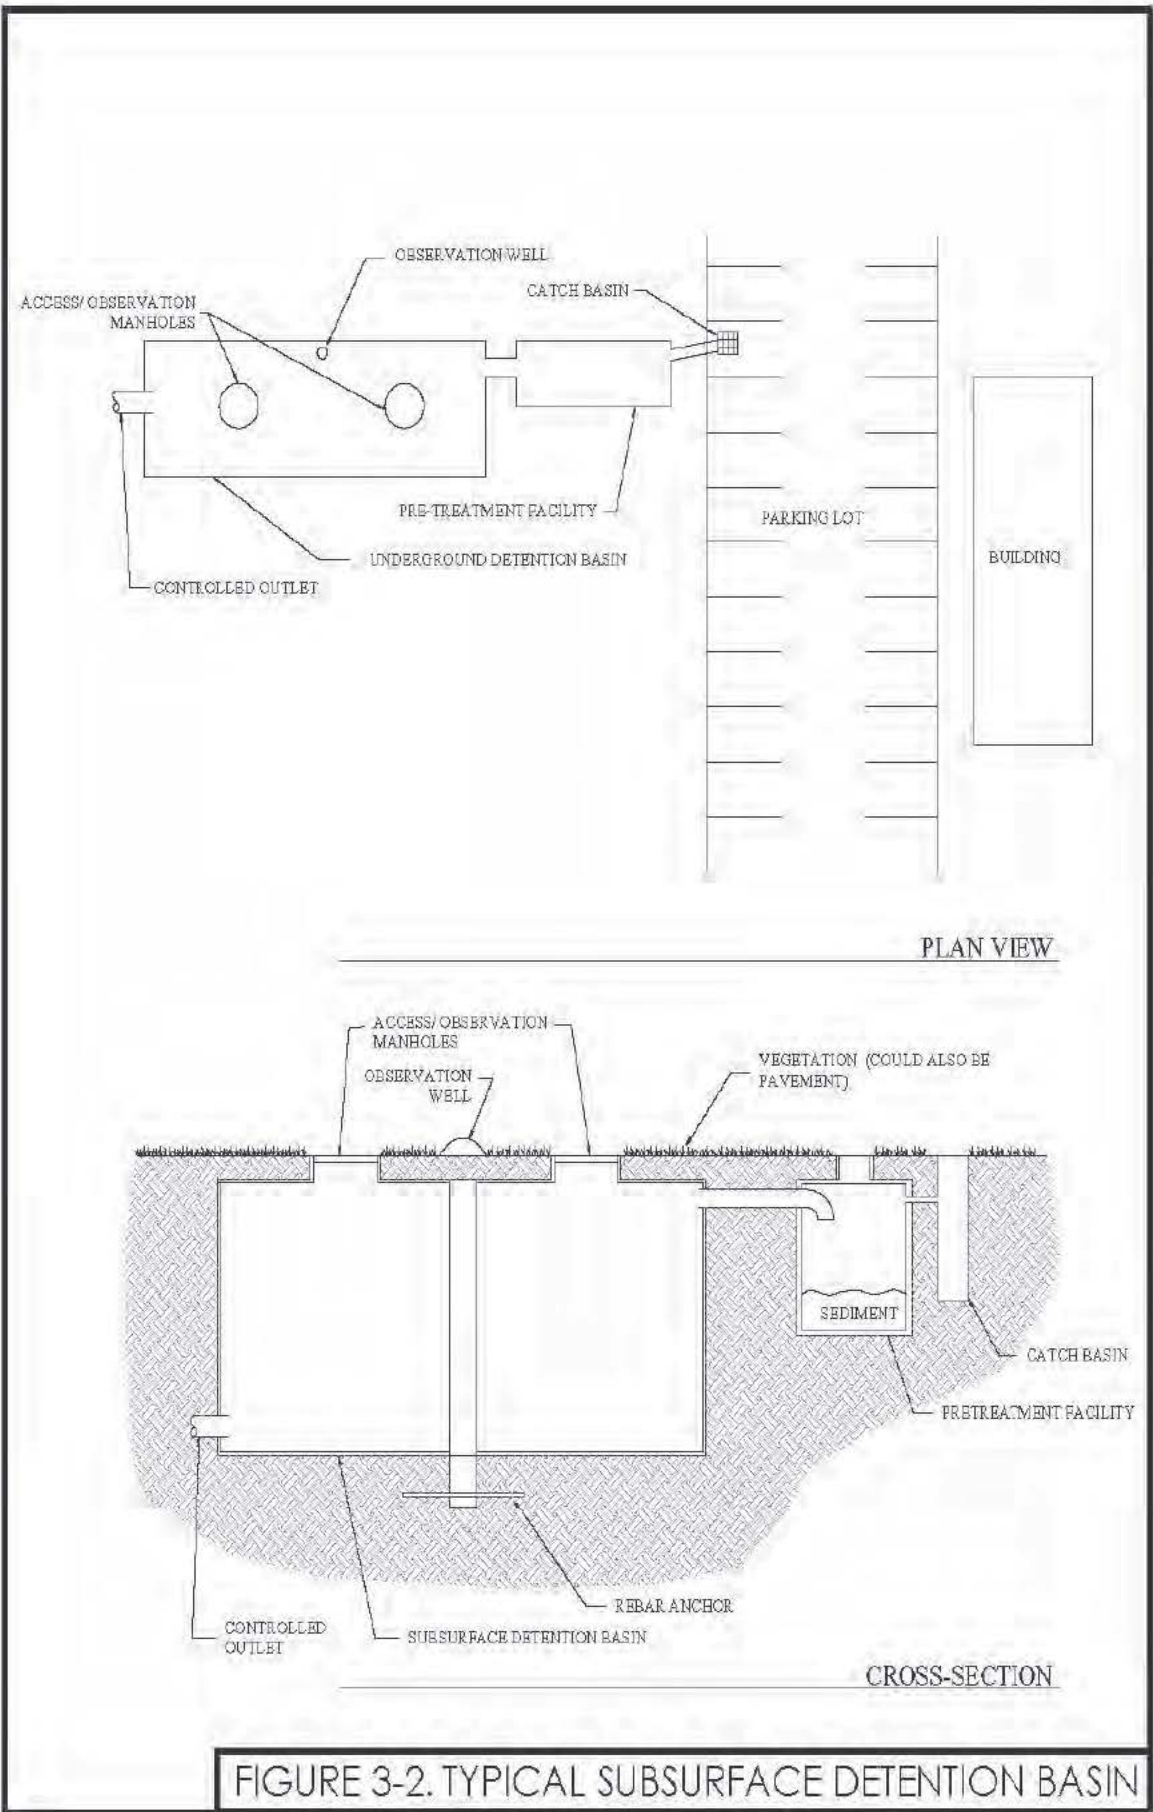 OBSERVATION WELL
CATCH BASIN
ACCESS/OBSERVATION
MANHOLES
PRE-TREATMENT FACILITY
PARKING LOT
UNDERGROUND DETENTION BASIN
BUILDING
CONTROLLED OUTLET
PLAN VIEW
ACCESS/OBSERVATION
MANHOLES
OBSERVATION
WELL
VEGETATION (COULD ALSO BE
PAVEMENT)
SEDIMENT
CATCH BASIN
PRETREATMENT FACILITY
REBAR ANCHOR
CONTROLLED
OUTLET
SUBSURFACE DETENTION BASIN
CROSS-SECTION
FIGURE 3-2. TYPICAL SUBSURFACE DETENTION BASIN